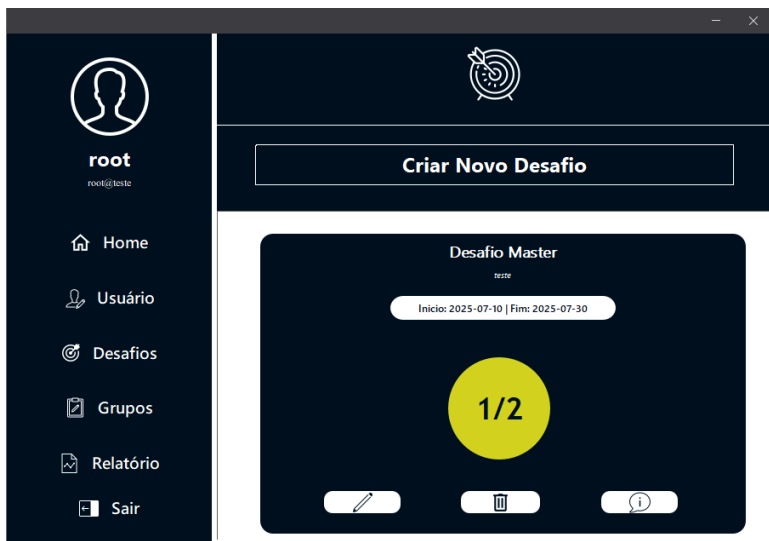 root
root@teste
Home
Usuário
Desafios
Grupos
Relatório
Sair
Criar Novo Desafio
Desafio Master
teste
Inicio: 2025-07-10 | Fim: 2025-07-30
1/2